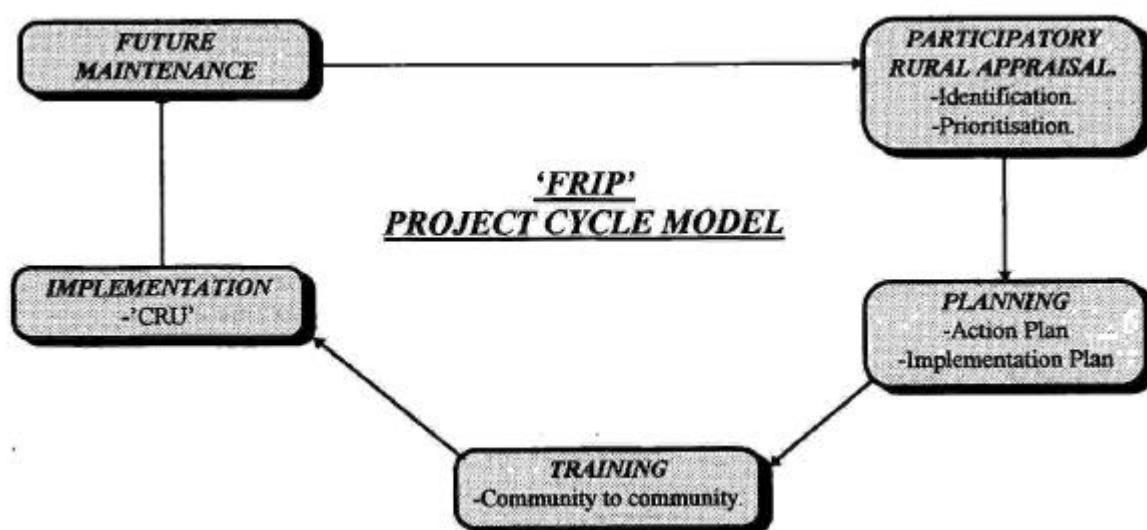 FUTURE
MAINTENANCE
PARTICIPATORY
RURAL APPRAISAL.
-Identification.
-Prioritisation.
'FRIP'
PROJECT CYCLE MODEL
IMPLEMENTATION
-'CRU'
PLANNING
-Action Plan
-Implementation Plan
TRAINING
-Community to community.